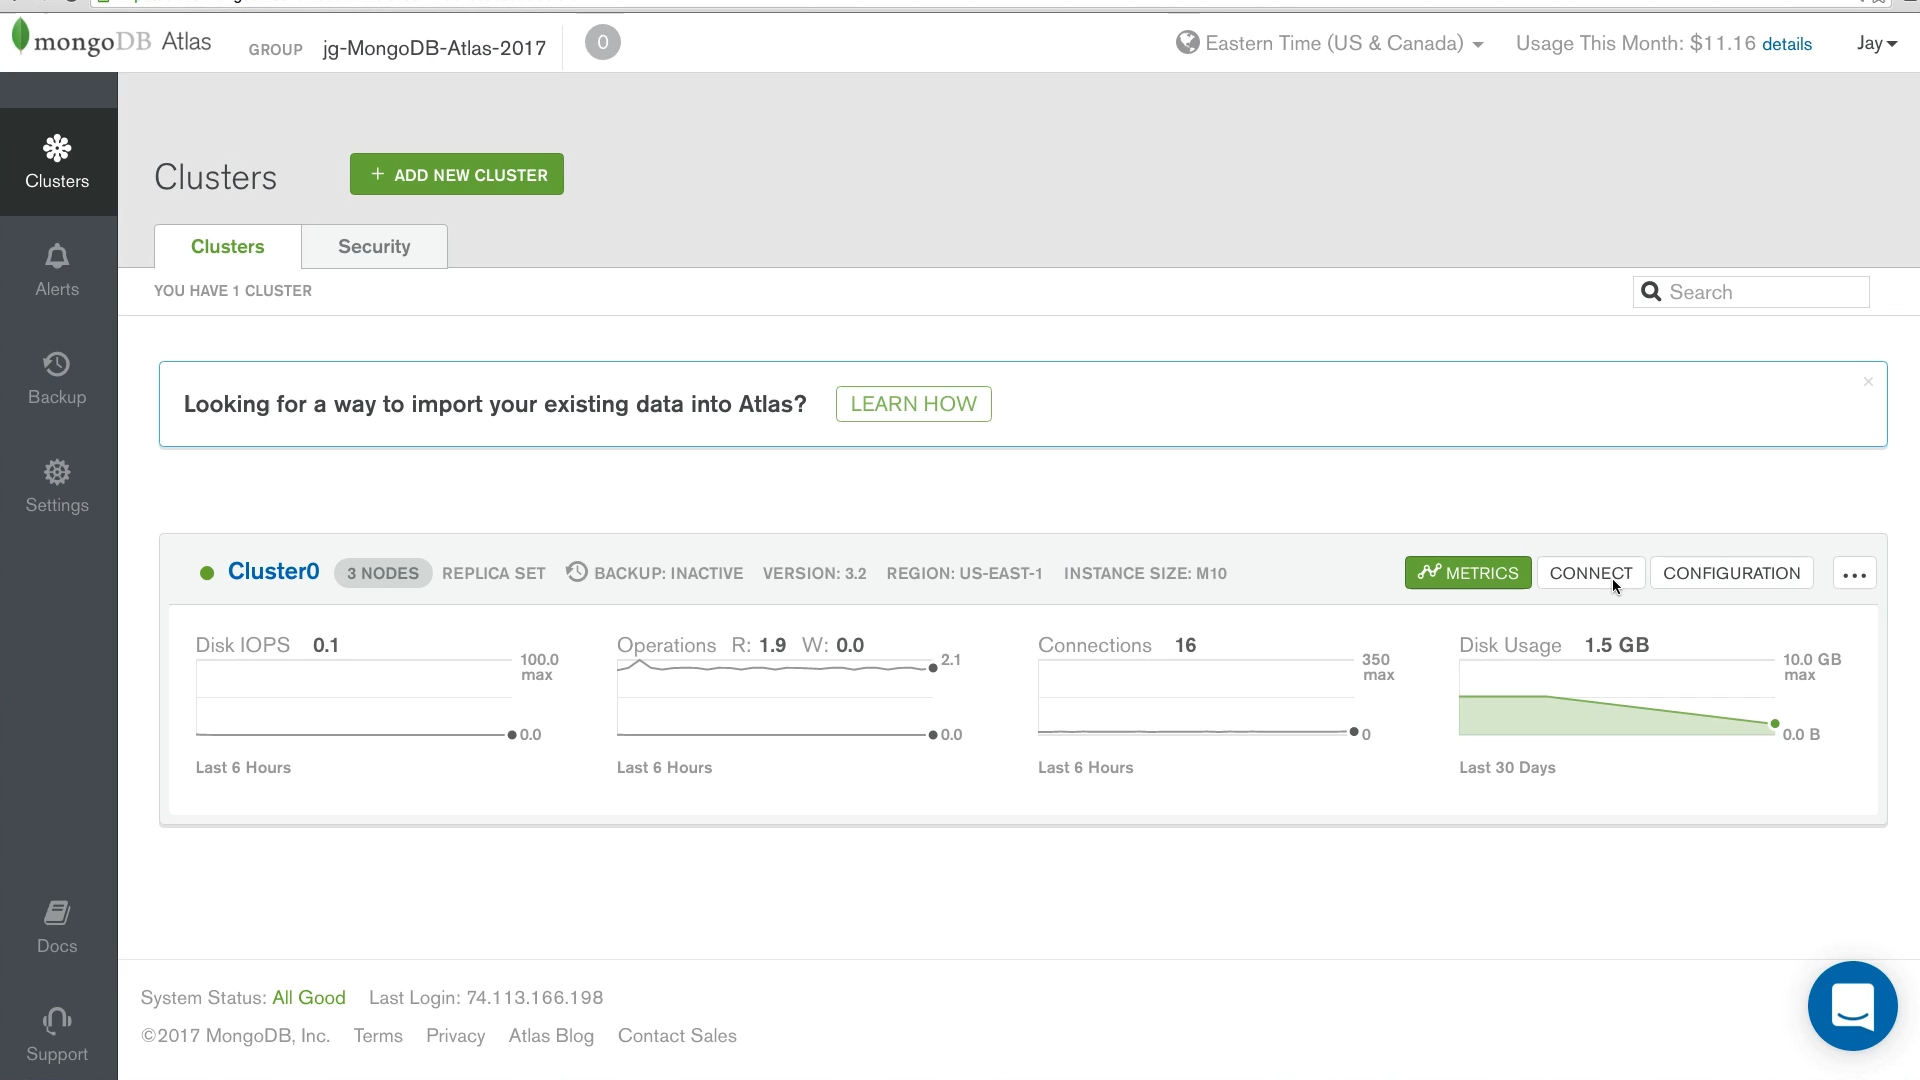 mongoDB Atlas GROUP jg-MongoDB-Atlas-2017 0 Eastern Time (US & Canada) Usage This Month: $11.16 details Jay
Clusters
Alerts
Backup
Settings
Docs
Support
Clusters + ADD NEW CLUSTER
Clusters Security
YOU HAVE 1 CLUSTER Search
Looking for a way to import your existing data into Atlas? LEARN HOW ×
Cluster0 3 NODES REPLICA SET BACKUP: INACTIVE VERSION: 3.2 REGION: US-EAST-1 INSTANCE SIZE: M10 METRICS CONNECT CONFIGURATION ...
Disk IOPS 0.1
100.0
max
0.0
Last 6 Hours
Operations R: 1.9 W: 0.0
2.1
0.0
Last 6 Hours
Connections 16
350
max
0
Last 6 Hours
Disk Usage 1.5 GB
10.0 GB
max
0.0 B
Last 30 Days
System Status: All Good Last Login: 74.113.166.198
©2017 MongoDB, Inc. Terms Privacy Atlas Blog Contact Sales